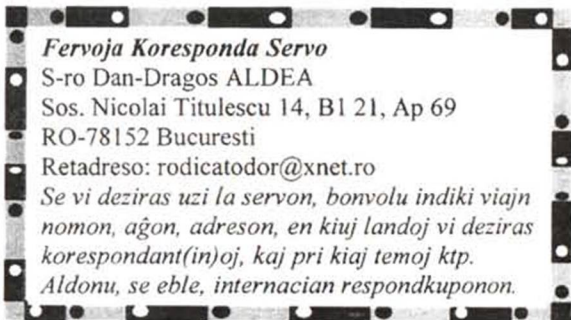 Fervoja Koresponda Servo
S-ro Dan-Dragos ALDEA
Sos. Nicolai Titulescu 14, B1 21, Ap 69
RO-78152 Bucuresti
Retadreso: rodicatodor@xnet.ro
Se vi deziras uzi la servon, bonvolu indiki viajn
nomon, aĝon, adreson, en kiuj landoj vi deziras
korespondant(in)oj, kaj pri kiaj temoj ktp.
Aldonu, se eble, internacian respondkuponon.